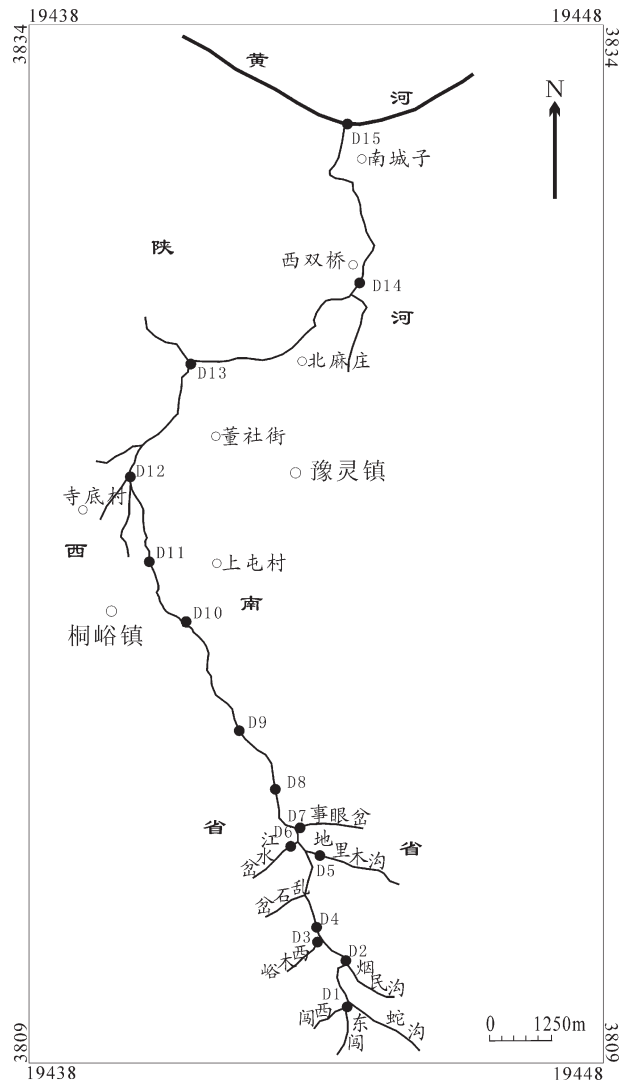 19438
19448
3834
3834
黄
河
N
D15
南城子
陕
西双桥
D14
河
北麻庄
D13
董社街
豫灵镇
D12
寺底村
西
D11
上屯村
南
D10
桐峪镇
D9
D8
D7
事眼岔
省
D6
江水岔
地里木沟
省
D5
乱石岔
D4
D3
西木峪
D2
烟民沟
D1
西闯
东闯
蛇沟
0 1250m
3809
3809
19438
19448